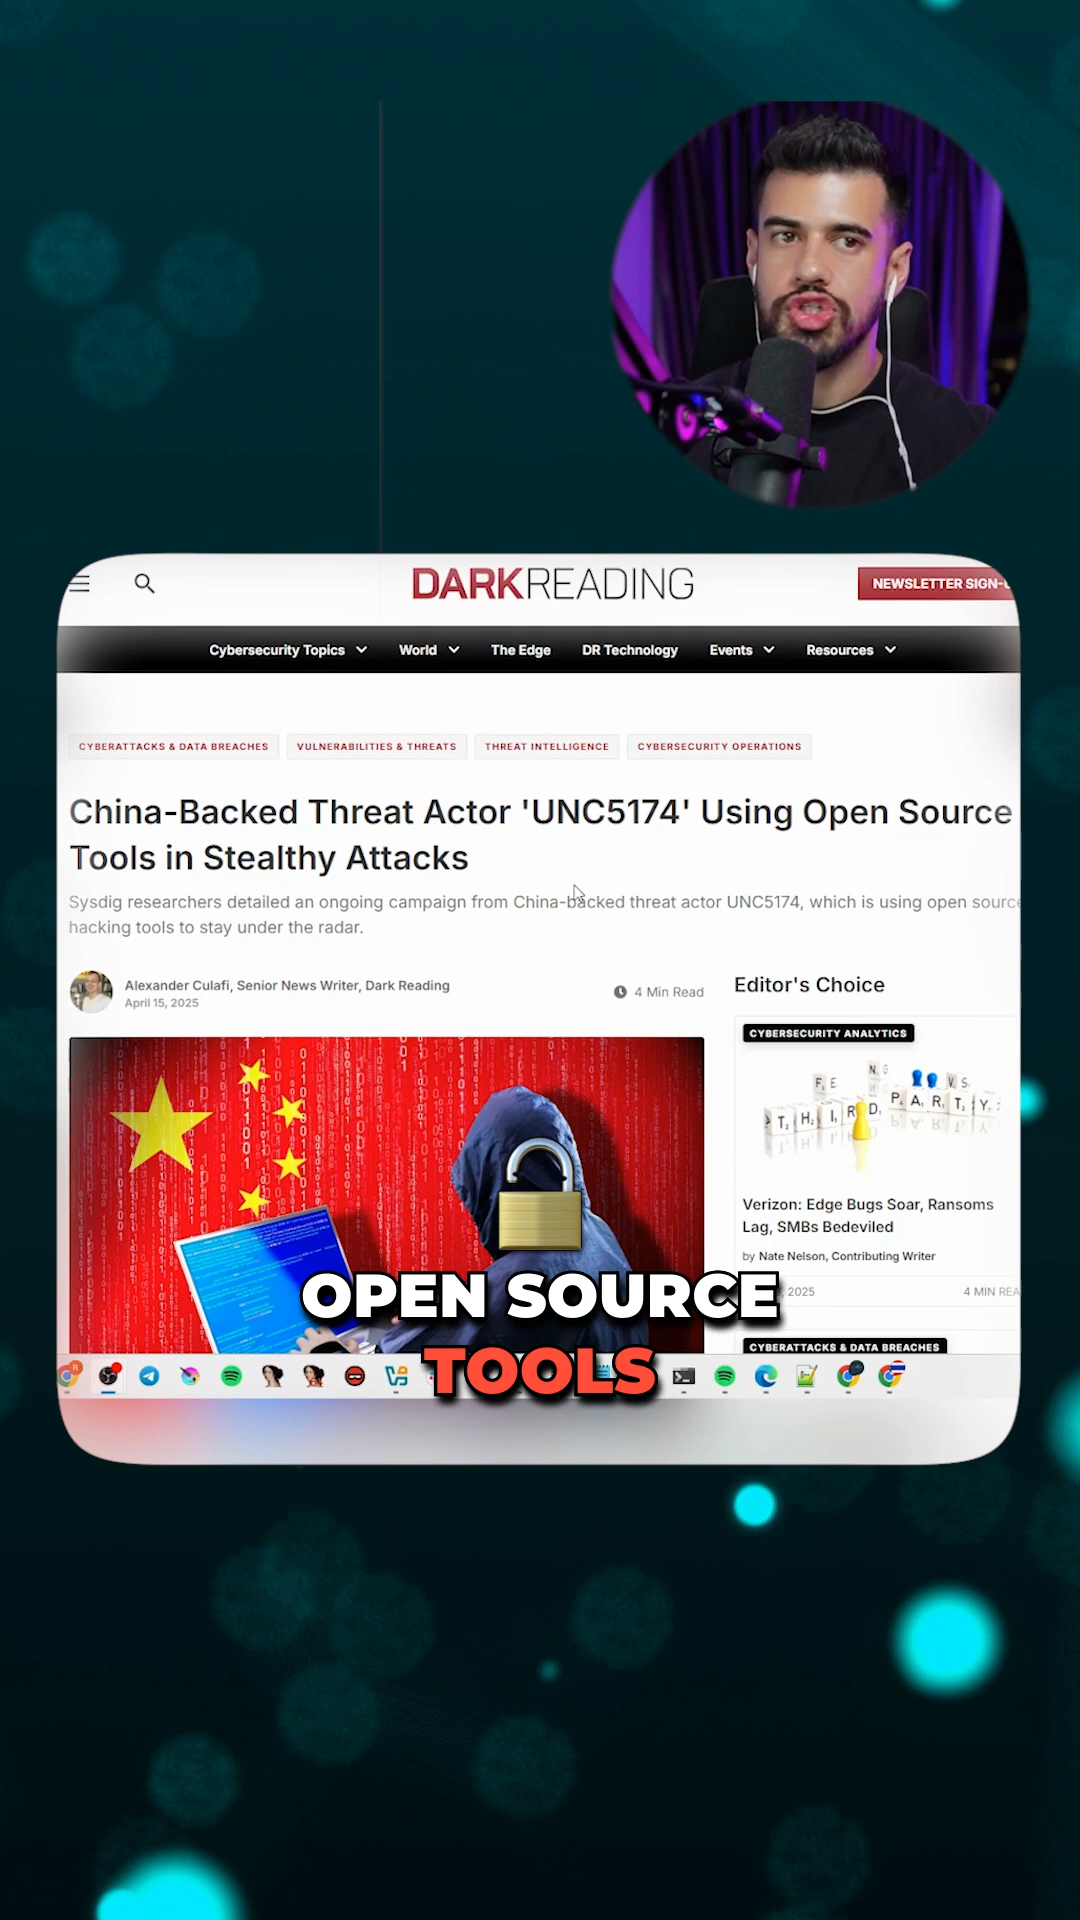 DARKREADING
NEWSLETTER SIGN-
Cybersecurity Topics World The Edge DR Technology Events Resources
CYBERATTACKS & DATA BREACHES VULNERABILITIES & THREATS THREAT INTELLIGENCE CYBERSECURITY OPERATIONS
China-Backed Threat Actor 'UNC5174' Using Open Source
Tools in Stealthy Attacks
Sysdig researchers detailed an ongoing campaign from China-backed threat actor UNC5174, which is using open source
hacking tools to stay under the radar.
Alexander Culafi, Senior News Writer, Dark Reading
April 15, 2025
4 Min Read
Editor's Choice
CYBERSECURITY ANALYTICS
THIRD PARTY
Verizon: Edge Bugs Soar, Ransoms
Lag, SMBs Bedeviled
by Nate Nelson, Contributing Writer
2025
4 MIN REA
CYBERATTACKS & DATA BREACHES
OPEN SOURCE
TOOLS